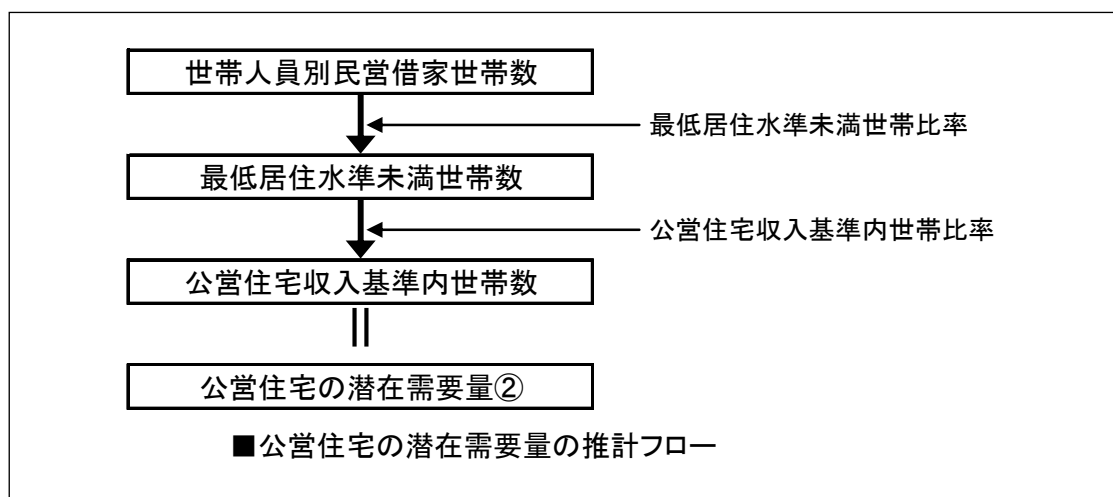 世帯人員別民営借家世帯数
最低居住水準未満世帯比率
最低居住水準未満世帯数
公営住宅収入基準内世帯比率
公営住宅収入基準内世帯数
公営住宅の潜在需要量②
■公営住宅の潜在需要量の推計フロー